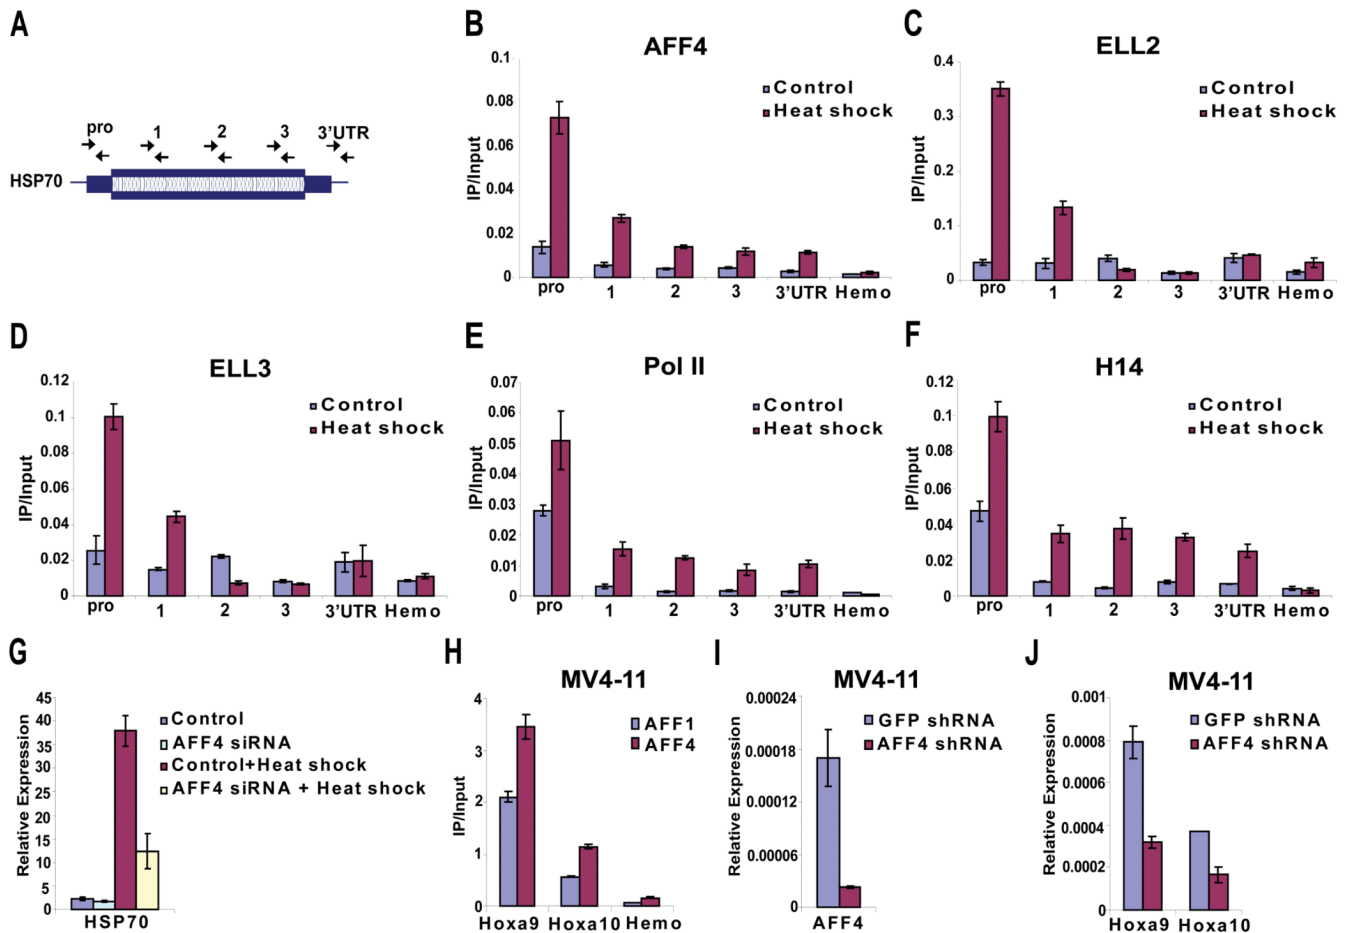 A
pro 1 2 3 3'UTR
HSP70
B
AFF4
0.1
0.08
0.06
0.04
0.02
0
IP/Input
Control
Heat shock
pro 1 2 3 3'UTR Hemo
C
ELL2
0.4
0.3
0.2
0.1
0
IP/Input
Control
Heat shock
pro 1 2 3 3'UTR Hemo
D
ELL3
0.12
0.1
0.08
0.06
0.04
0.02
0
IP/Input
Control
Heat shock
pro 1 2 3 3'UTR Hemo
E
Pol II
0.07
0.06
0.05
0.04
0.03
0.02
0.01
0
IP/Input
Control
Heat shock
pro 1 2 3 3'UTR Hemo
F
H14
0.12
0.1
0.08
0.06
0.04
0.02
0
IP/Input
Control
Heat shock
pro 1 2 3 3'UTR Hemo
G
45
40
35
30
25
20
15
10
5
0
Relative Expression
Control
AFF4 siRNA
Control+Heat shock
AFF4 siRNA + Heat shock
HSP70
H
MV4-11
4
3
2
1
0
IP/Input
AFF1
AFF4
Hoxa9 Hoxa10 Hemo
I
MV4-11
0.00024
0.00018
0.00012
0.00006
0
Relative Expression
GFP shRNA
AFF4 shRNA
AFF4
J
MV4-11
0.001
0.0008
0.0006
0.0004
0.0002
0
Relative Expression
GFP shRNA
AFF4 shRNA
Hoxa9 Hoxa10